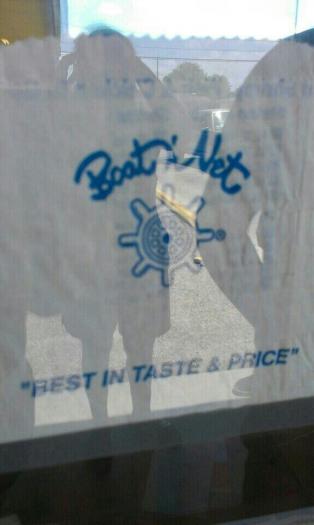 Boat n' Net
®
"BEST IN TASTE & PRICE"